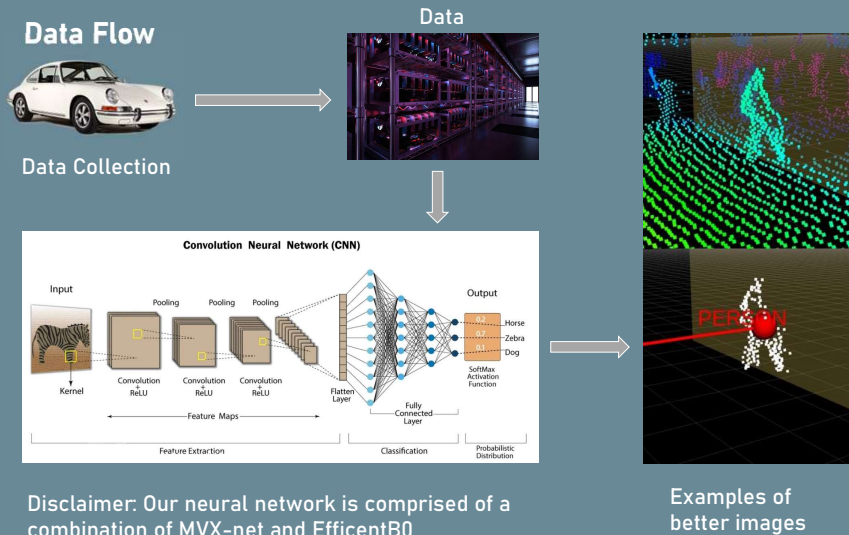 Data Flow
Data
Data Collection
Convolution Neural Network (CNN)
Input
Pooling
Pooling
Pooling
Output
0.2
0.7
0.1
Horse
Zebra
Dog
SoftMax
Activation
Function
Kernel
Convolution
+
ReLU
Convolution
+
ReLU
Convolution
+
ReLU
Flatten
Layer
Fully
Connected
Layer
Feature Maps
Feature Extraction
Classification
Probabilistic
Distribution
PERSON
Disclaimer: Our neural network is comprised of a
combination of MVX-net and EfficentB0
Examples of
better images